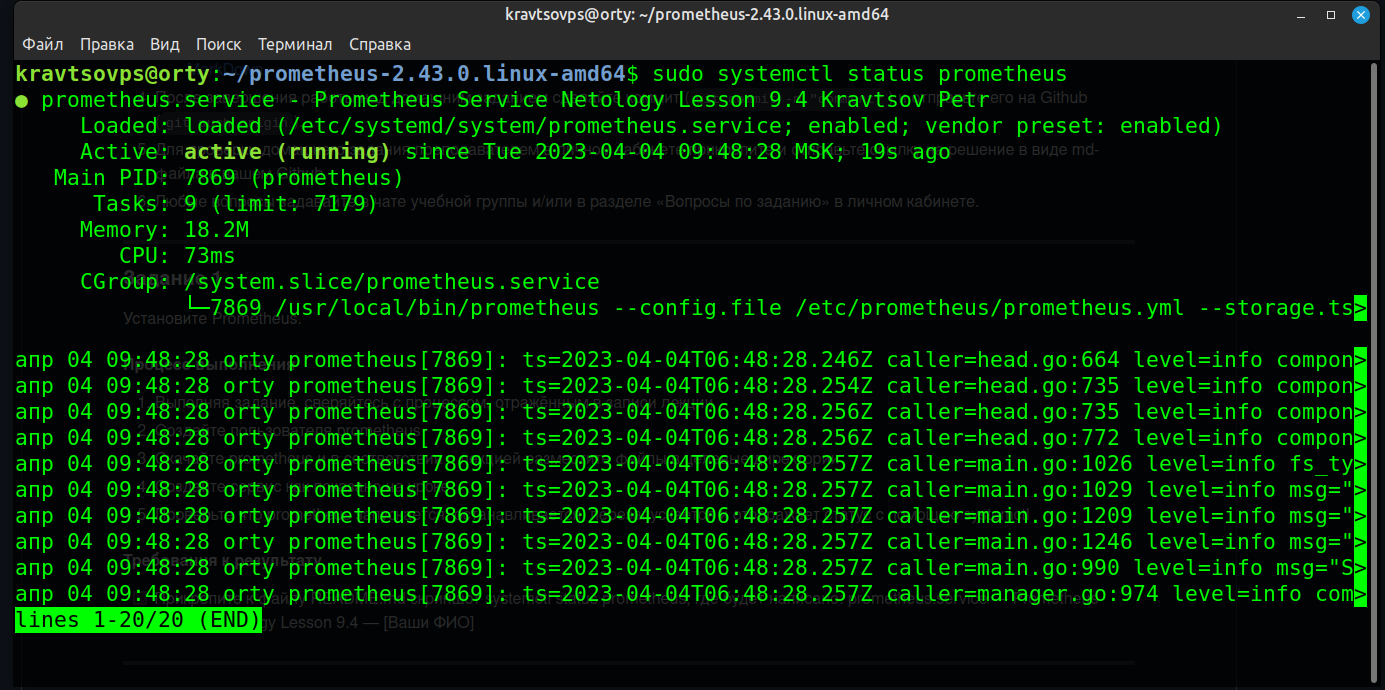 kravtsovps@orty: ~/prometheus-2.43.0.linux-amd64
Файл Правка Вид Поиск Терминал Справка
kravtsovps@orty:~/prometheus-2.43.0.linux-amd64$ sudo systemctl status prometheus
● prometheus.service - Prometheus Service Netology Lesson 9.4 Kravtsov Petr
Loaded: loaded (/etc/systemd/system/prometheus.service; enabled; vendor preset: enabled)
Active: active (running) since Tue 2023-04-04 09:48:28 MSK; 19s ago
Main PID: 7869 (prometheus)
Tasks: 9 (limit: 7179)
Memory: 18.2M
CPU: 73ms
CGroup: /system.slice/prometheus.service
└─7869 /usr/local/bin/prometheus --config.file /etc/prometheus/prometheus.yml --storage.ts>
апр 04 09:48:28 orty prometheus[7869]: ts=2023-04-04T06:48:28.246Z caller=head.go:664 level=info compon>
апр 04 09:48:28 orty prometheus[7869]: ts=2023-04-04T06:48:28.254Z caller=head.go:735 level=info compon>
апр 04 09:48:28 orty prometheus[7869]: ts=2023-04-04T06:48:28.256Z caller=head.go:735 level=info compon>
апр 04 09:48:28 orty prometheus[7869]: ts=2023-04-04T06:48:28.256Z caller=head.go:772 level=info compon>
апр 04 09:48:28 orty prometheus[7869]: ts=2023-04-04T06:48:28.257Z caller=main.go:1026 level=info fs_ty>
апр 04 09:48:28 orty prometheus[7869]: ts=2023-04-04T06:48:28.257Z caller=main.go:1029 level=info msg=">
апр 04 09:48:28 orty prometheus[7869]: ts=2023-04-04T06:48:28.257Z caller=main.go:1209 level=info msg=">
апр 04 09:48:28 orty prometheus[7869]: ts=2023-04-04T06:48:28.257Z caller=main.go:1246 level=info msg=">
апр 04 09:48:28 orty prometheus[7869]: ts=2023-04-04T06:48:28.257Z caller=main.go:990 level=info msg="S>
апр 04 09:48:28 orty prometheus[7869]: ts=2023-04-04T06:48:28.257Z caller=manager.go:974 level=info com>
lines 1-20/20 (END)
Задание 1
Установите Prometheus.
gy Lesson 9.4 — [Ваши ФИО]